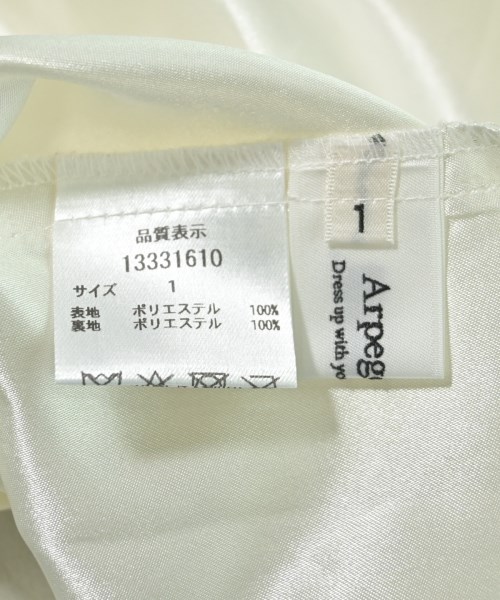 品質表示
13331610
サイズ 1
表地 ポリエステル 100%
裏地 ポリエステル 100%
1
Arpeg
Dress up with yo